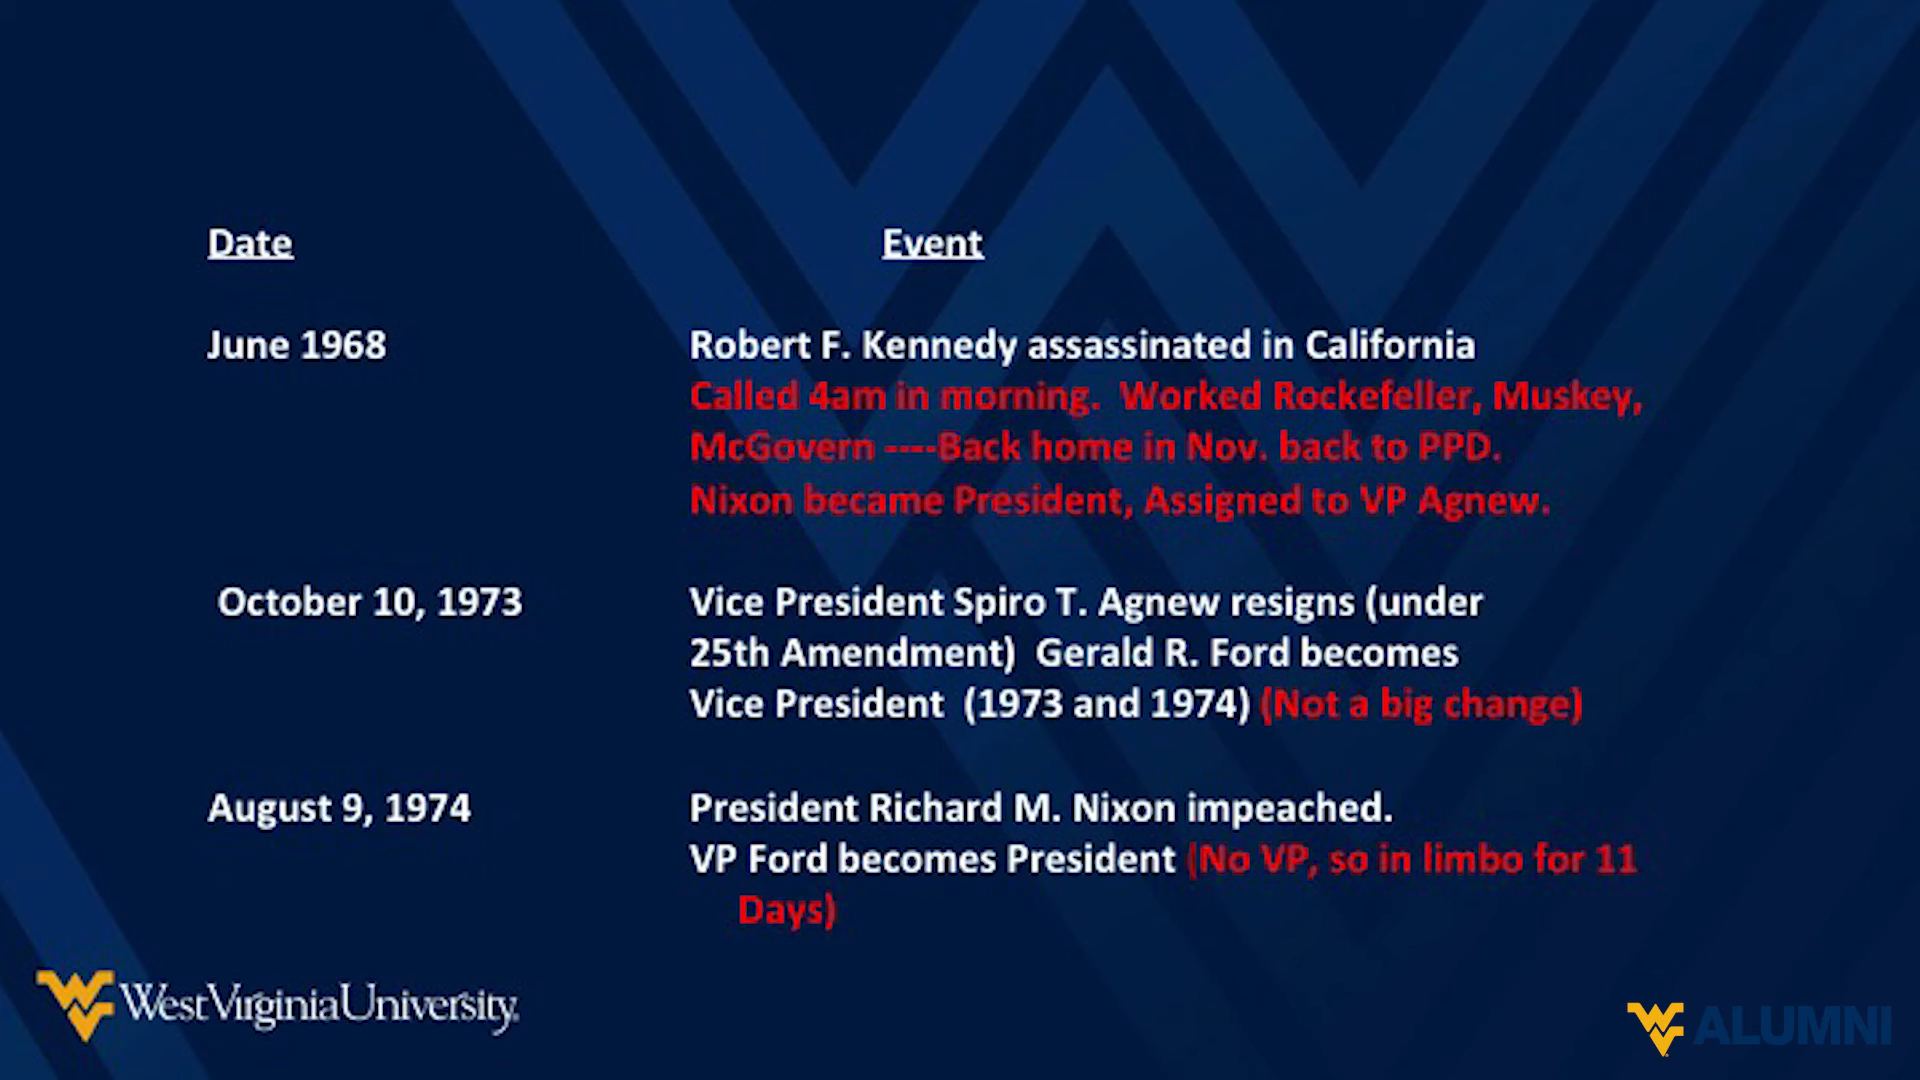 Date Event
June 1968 Robert F. Kennedy assassinated in California
Called 4am in morning.  Worked Rockefeller, Muskey,
McGovern ----Back home in Nov. back to PPD.
Nixon became President, Assigned to VP Agnew.
October 10, 1973 Vice President Spiro T. Agnew resigns (under
25th Amendment)  Gerald R. Ford becomes
Vice President  (1973 and 1974) (Not a big change)
August 9, 1974 President Richard M. Nixon impeached.
VP Ford becomes President (No VP, so in limbo for 11
Days)
WestVirginiaUniversity.
ALUMNI